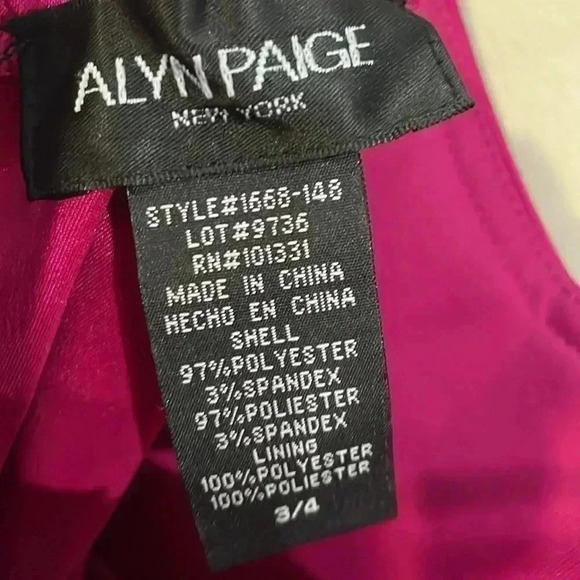 ALYN PAIGE
NEW YORK
STYLE#1668-148
LOT#9736
RN#101331
MADE IN CHINA
HECHO EN CHINA
SHELL
97%POLYESTER
3%SPANDEX
97%POLIESTER
3%SPANDEX
LINING
100%POLYESTER
100%POLIESTER
3/4